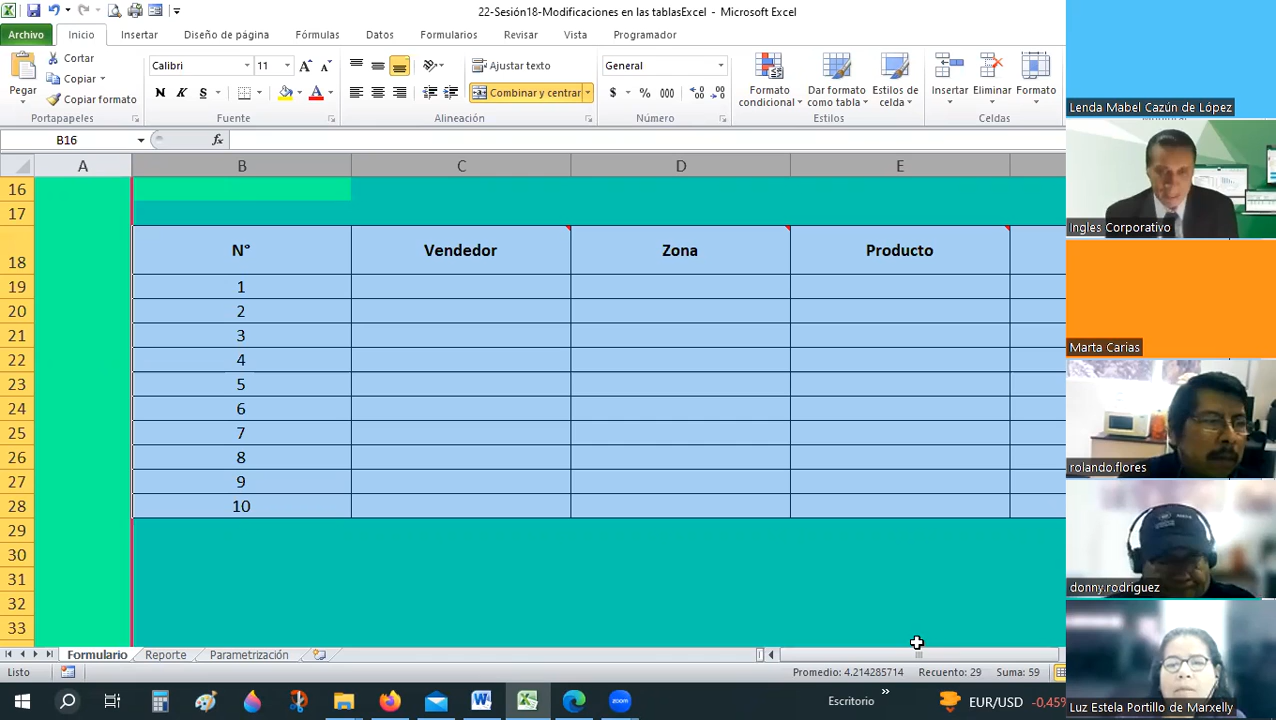 22-Sesión18-Modificaciones en las tablasExcel - Microsoft Excel
Archivo Inicio Insertar Diseño de página Fórmulas Datos Formularios Revisar Vista Programador
Pegar
Cortar
Copiar
Copiar formato
Portapapeles
Calibri 11
N K S
Fuente
Ajustar texto
Combinar y centrar
Alineación
General
$ % 000
Número
Formato condicional
Dar formato como tabla
Estilos de celda
Estilos
Insertar Eliminar Formato
Celdas
B16 fx
A B C D E
16
17
18 N° Vendedor Zona Producto
19 1
20 2
21 3
22 4
23 5
24 6
25 7
26 8
27 9
28 10
29
30
31
32
33
Formulario Reporte Parametrización
Listo Promedio: 4.214285714 Recuento: 29 Suma: 59
Escritorio » EUR/USD -0,45%
Lenda Mabel Cazún de López
Ingles Corporativo
Marta Carias
rolando.flores
donny.rodriguez
Luz Estela Portillo de Marxelly